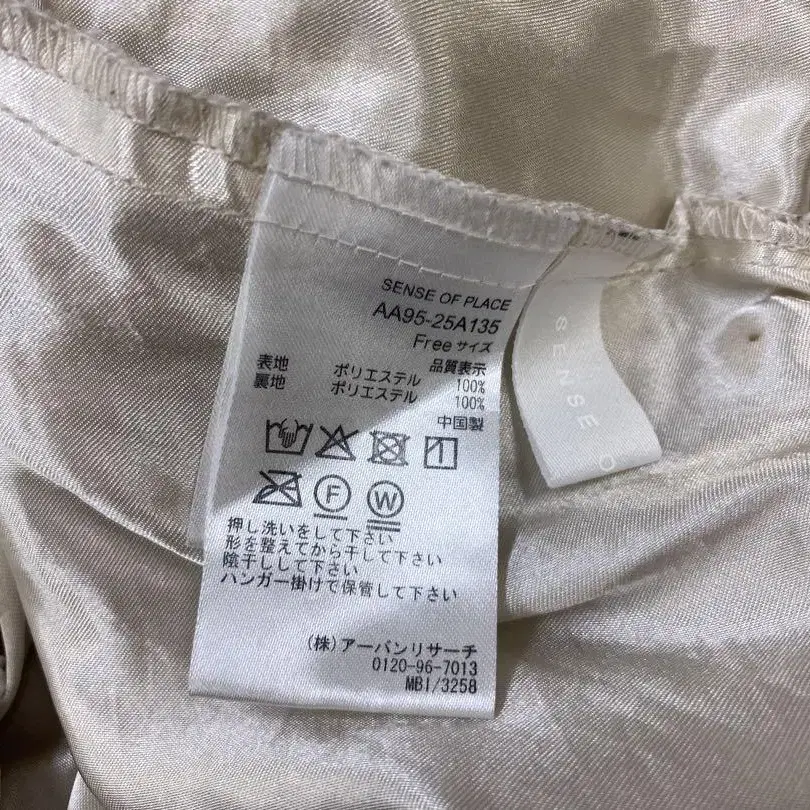 SENSE OF PLACE
AA95-25A135
Free サイズ
品質表示
表地 ポリエステル 100%
裏地 ポリエステル 100%
中国製
F W
押し洗いをして下さい
形を整えてから干して下さい
陰干しして下さい
ハンガー掛けで保管して下さい
(株)アーバンリサーチ
0120-96-7013
MBI/3258
SENSE O